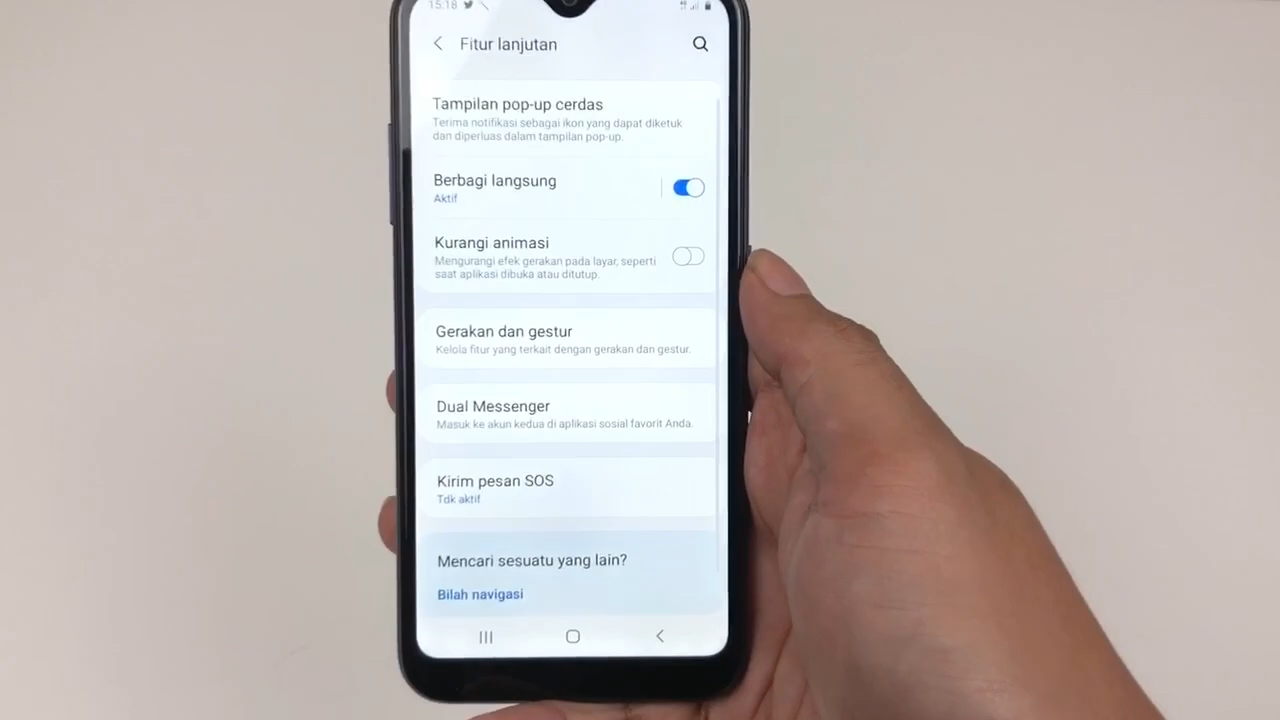 15:18
Fitur lanjutan
Tampilan pop-up cerdas
Terima notifikasi sebagai ikon yang dapat diketuk
dan diperluas dalam tampilan pop-up.
Berbagi langsung
Aktif
Kurangi animasi
Mengurangi efek gerakan pada layar, seperti
saat aplikasi dibuka atau ditutup.
Gerakan dan gestur
Kelola fitur yang terkait dengan gerakan dan gestur.
Dual Messenger
Masuk ke akun kedua di aplikasi sosial favorit Anda.
Kirim pesan SOS
Tdk aktif
Mencari sesuatu yang lain?
Bilah navigasi